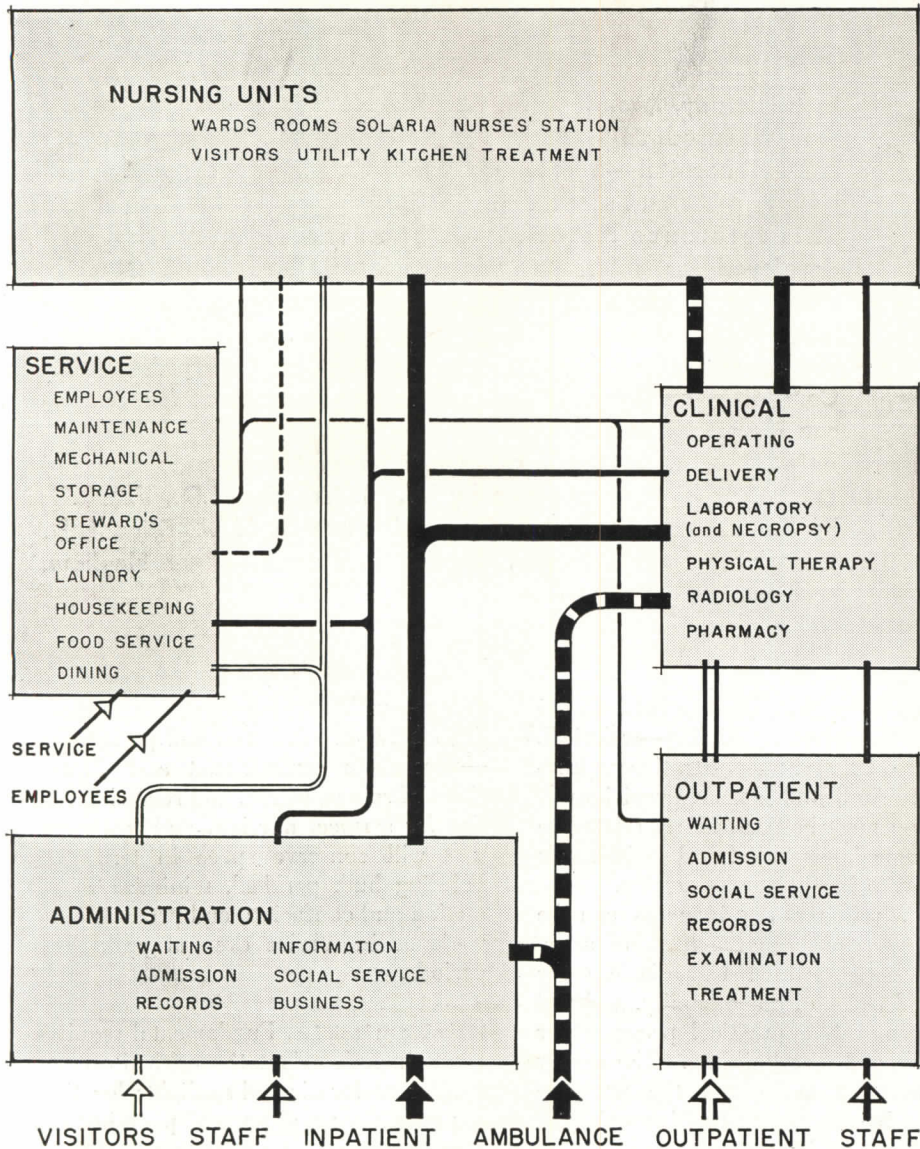 NURSING UNITS
WARDS ROOMS SOLARIA NURSES' STATION
VISITORS UTILITY KITCHEN TREATMENT
SERVICE
EMPLOYEES
MAINTENANCE
MECHANICAL
STORAGE
STEWARD'S
OFFICE
LAUNDRY
HOUSEKEEPING
FOOD SERVICE
DINING
SERVICE
EMPLOYEES
CLINICAL
OPERATING
DELIVERY
LABORATORY
(and NECROPSY)
PHYSICAL THERAPY
RADIOLOGY
PHARMACY
OUTPATIENT
WAITING
ADMISSION
SOCIAL SERVICE
RECORDS
EXAMINATION
TREATMENT
ADMINISTRATION
WAITING INFORMATION
ADMISSION SOCIAL SERVICE
RECORDS BUSINESS
VISITORS STAFF INPATIENT AMBULANCE OUTPATIENT STAFF